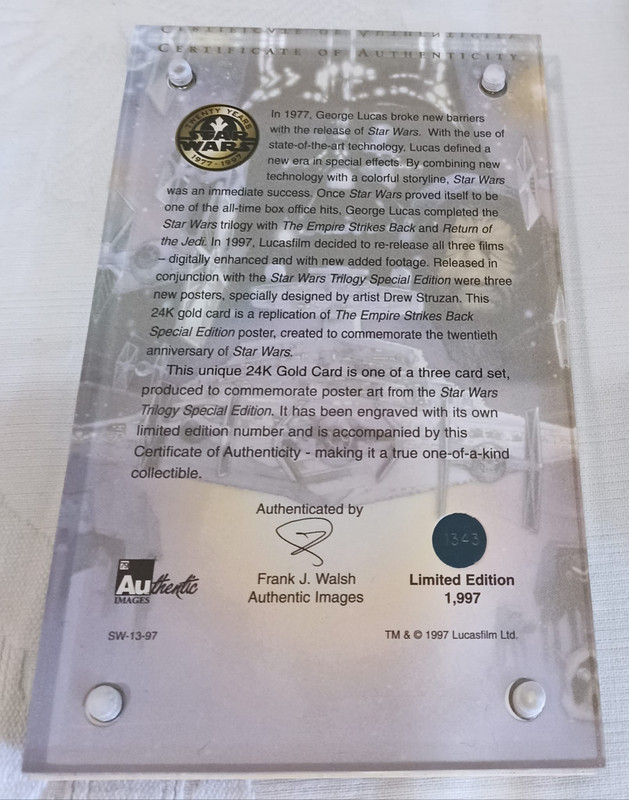 CERTIFICATE OF AUTHENTICITY
TWENTY YEARS
STAR
WARS
1977 - 1997
In 1977, George Lucas broke new barriers
with the release of Star Wars. With the use of
state-of-the-art technology, Lucas defined a
new era in special effects. By combining new
technology with a colorful storyline, Star Wars
was an immediate success. Once Star Wars proved itself to be
one of the all-time box office hits, George Lucas completed the
Star Wars trilogy with The Empire Strikes Back and Return of
the Jedi. In 1997, Lucasfilm decided to re-release all three films
– digitally enhanced and with new added footage. Released in
conjunction with the Star Wars Trilogy Special Edition were three
new posters, specially designed by artist Drew Struzan. This
24K gold card is a replication of The Empire Strikes Back
Special Edition poster, created to commemorate the twentieth
anniversary of Star Wars.
This unique 24K Gold Card is one of a three card set,
produced to commemorate poster art from the Star Wars
Trilogy Special Edition. It has been engraved with its own
limited edition number and is accompanied by this
Certificate of Authenticity - making it a true one-of-a-kind
collectible.
Authenticated by
Frank J. Walsh
Authentic Images
1343
Limited Edition
1,997
79
Authentic
IMAGES
SW-13-97
TM & © 1997 Lucasfilm Ltd.